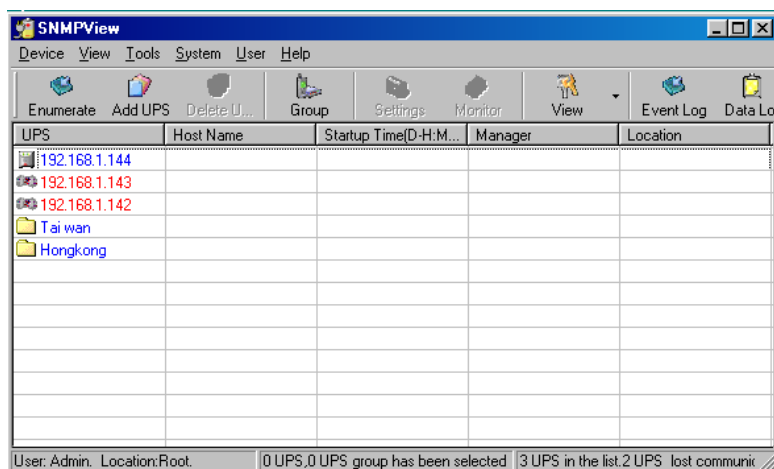 SNMPView
Device View Tools System User Help
Enumerate Add UPS Delete U... Group Settings Monitor View Event Log Data Lo
UPS Host Name Startup Time(D-H:M... Manager Location
192.168.1.144
192.168.1.143
192.168.1.142
Tai wan
Hongkong
User: Admin. Location:Root. 0 UPS,0 UPS group has been selected 3 UPS in the list,2 UPS lost communic